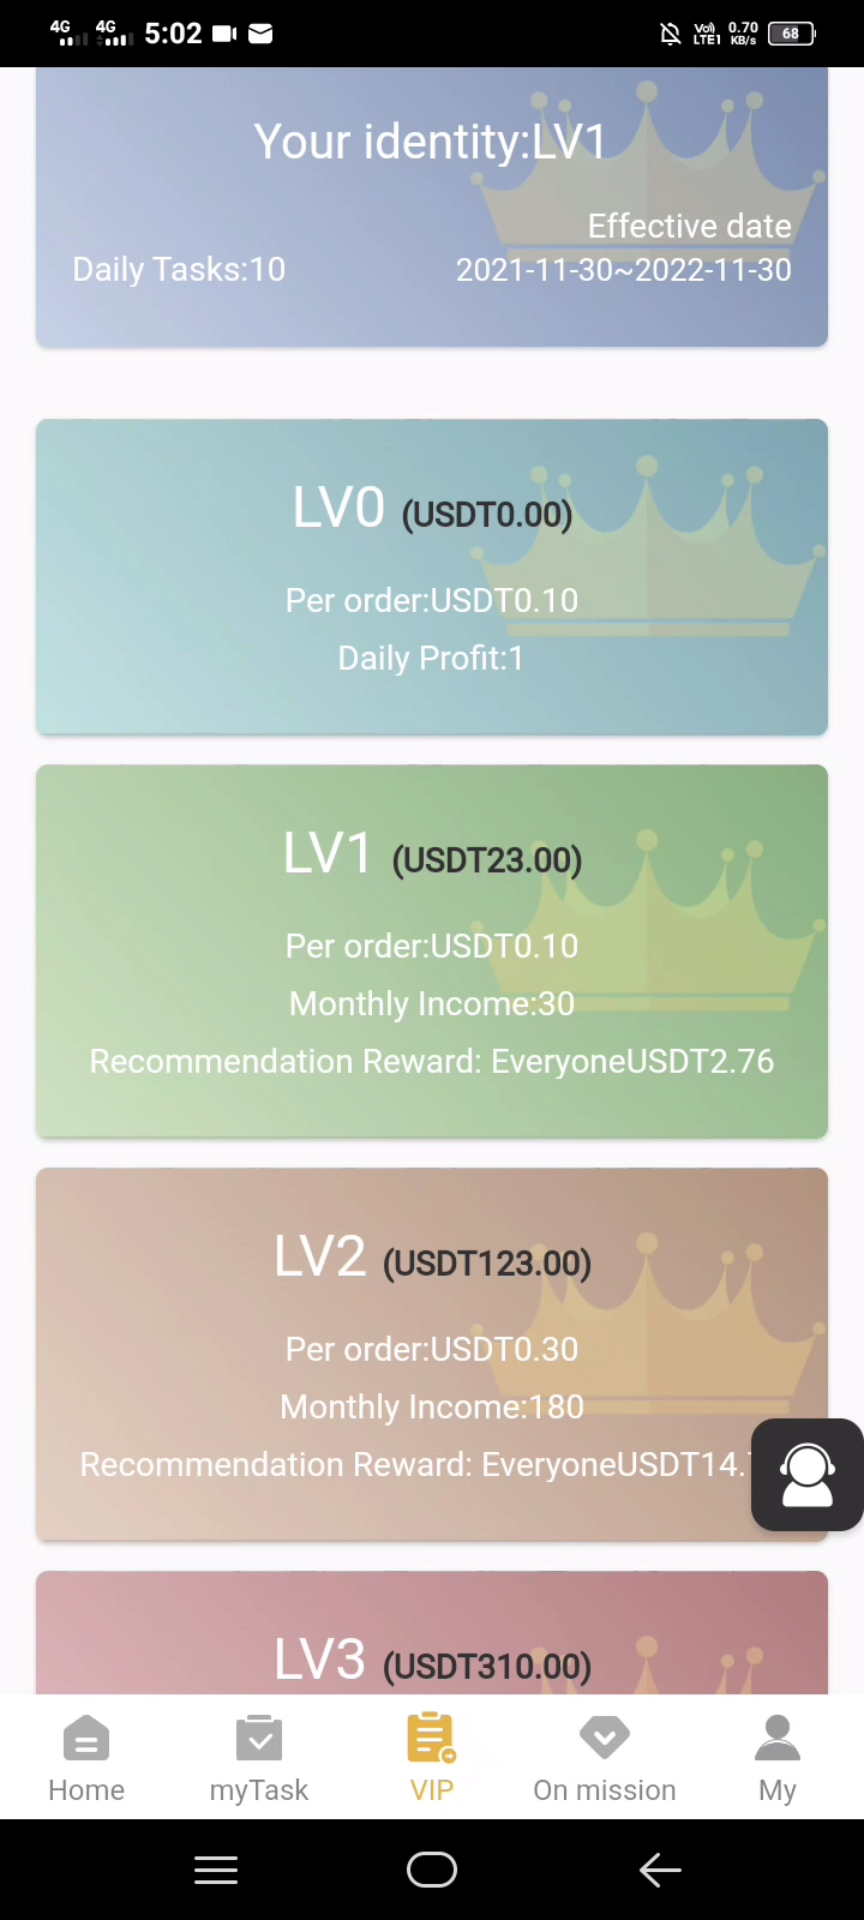 4G 4G 5:02 Vo) LTE1 0.70 KB/s 68
Your identity:LV1
Effective date
Daily Tasks:10 2021-11-30~2022-11-30
LV0 (USDT0.00)
Per order:USDT0.10
Daily Profit:1
LV1 (USDT23.00)
Per order:USDT0.10
Monthly Income:30
Recommendation Reward: EveryoneUSDT2.76
LV2 (USDT123.00)
Per order:USDT0.30
Monthly Income:180
Recommendation Reward: EveryoneUSDT14.
LV3 (USDT310.00)
Home myTask VIP On mission My